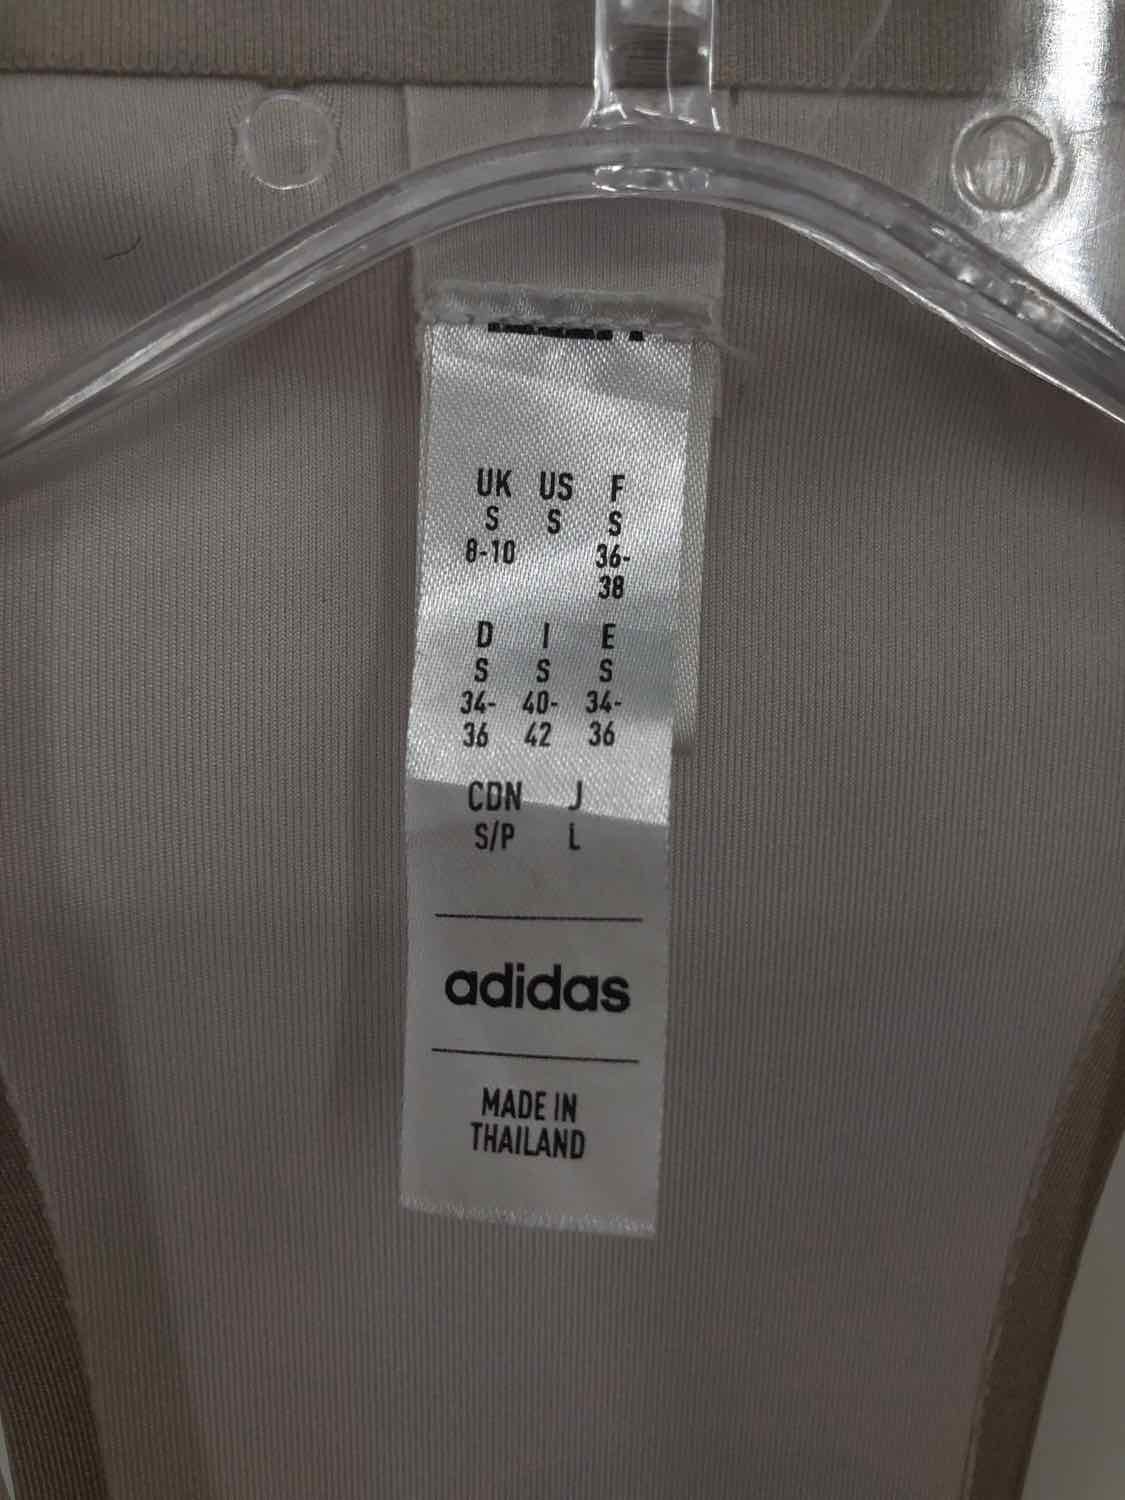 UK US F
S S S
8-10 36-
38
D I E
S S S
34- 40- 34-
36 42 36
CDN J
S/P L
adidas
MADE IN
THAILAND